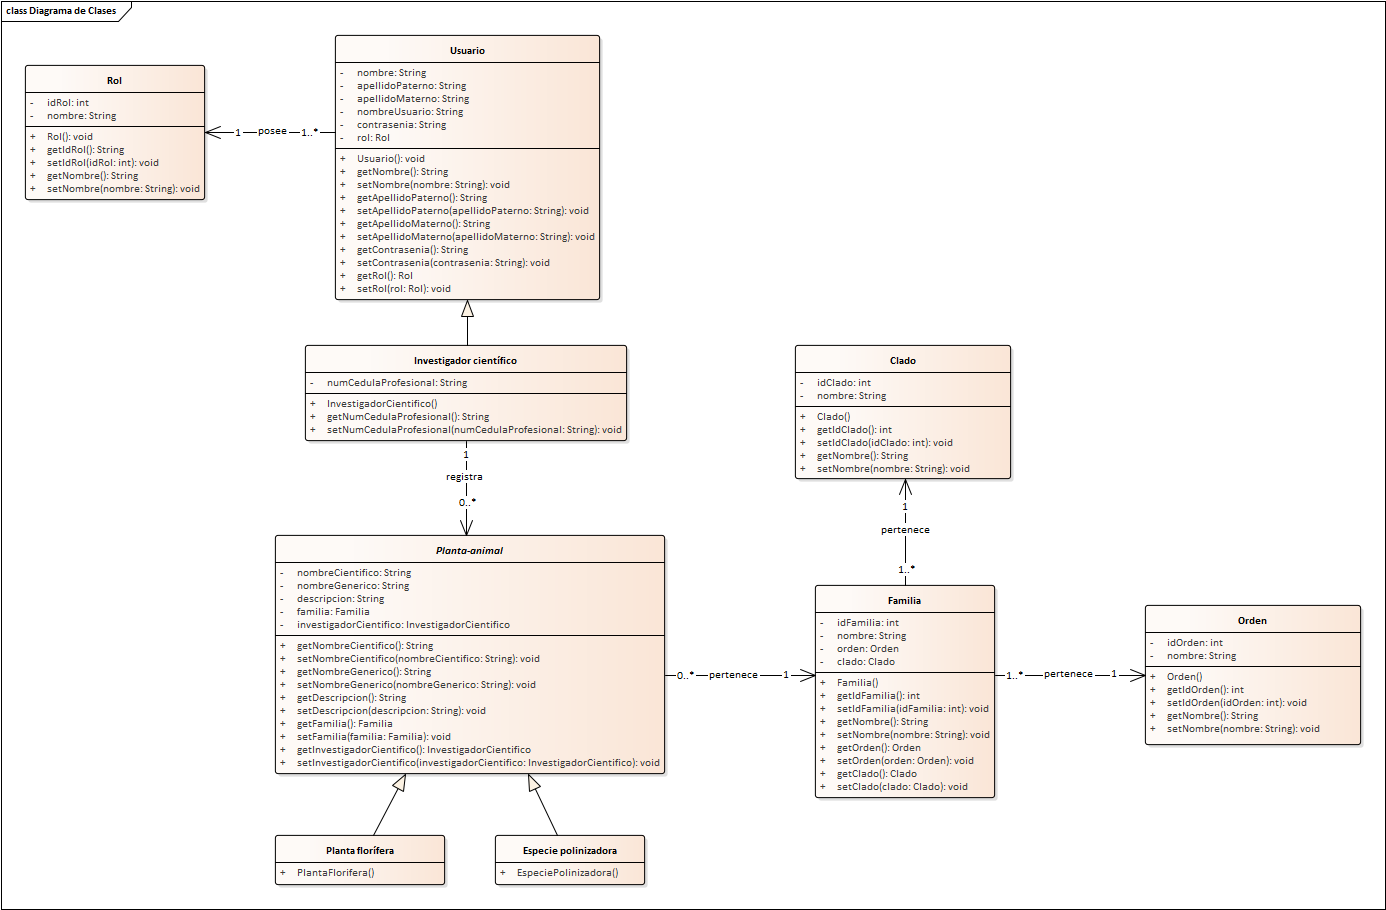 class Diagrama de Clases
Usuario
- nombre: String
- apellidoPaterno: String
- apellidoMaterno: String
- nombreUsuario: String
- contrasenia: String
- rol: Rol
+ Usuario(): void
+ getNombre(): String
+ setNombre(nombre: String): void
+ getApellidoPaterno(): String
+ setApellidoPaterno(apellidoPaterno: String): void
+ getApellidoMaterno(): String
+ setApellidoMaterno(apellidoMaterno: String): void
+ getContrasenia(): String
+ setContrasenia(contrasenia: String): void
+ getRol(): Rol
+ setRol(rol: Rol): void
Rol
- idRol: int
- nombre: String
+ Rol(): void
+ getIdRol(): String
+ setIdRol(idRol: int): void
+ getNombre(): String
+ setNombre(nombre: String): void
1 posee 1..*
Investigador científico
- numCedulaProfesional: String
+ InvestigadorCientifico()
+ getNumCedulaProfesional(): String
+ setNumCedulaProfesional(numCedulaProfesional: String): void
1
registra
0..*
Clado
- idClado: int
- nombre: String
+ Clado()
+ getIdClado(): int
+ setIdClado(idClado: int): void
+ getNombre(): String
+ setNombre(nombre: String): void
1
pertenece
1..*
Planta-animal
- nombreCientifico: String
- nombreGenerico: String
- descripcion: String
- familia: Familia
- investigadorCientifico: InvestigadorCientifico
+ getNombreCientifico(): String
+ setNombreCientifico(nombreCientifico: String): void
+ getNombreGenerico(): String
+ setNombreGenerico(nombreGenerico: String): void
+ getDescripcion(): String
+ setDescripcion(descripcion: String): void
+ getFamilia(): Familia
+ setFamilia(familia: Familia): void
+ getInvestigadorCientifico(): InvestigadorCientifico
+ setInvestigadorCientifico(investigadorCientifico: InvestigadorCientifico): void
0..* pertenece 1
Familia
- idFamilia: int
- nombre: String
- orden: Orden
- clado: Clado
+ Familia()
+ getIdFamilia(): int
+ setIdFamilia(idFamilia: int): void
+ getNombre(): String
+ setNombre(nombre: String): void
+ getOrden(): Orden
+ setOrden(orden: Orden): void
+ getClado(): Clado
+ setClado(clado: Clado): void
1..* pertenece 1
Orden
- idOrden: int
- nombre: String
+ Orden()
+ getIdOrden(): int
+ setIdOrden(idOrden: int): void
+ getNombre(): String
+ setNombre(nombre: String): void
Planta florífera
+ PlantaFlorifera()
Especie polinizadora
+ EspeciePolinizadora()